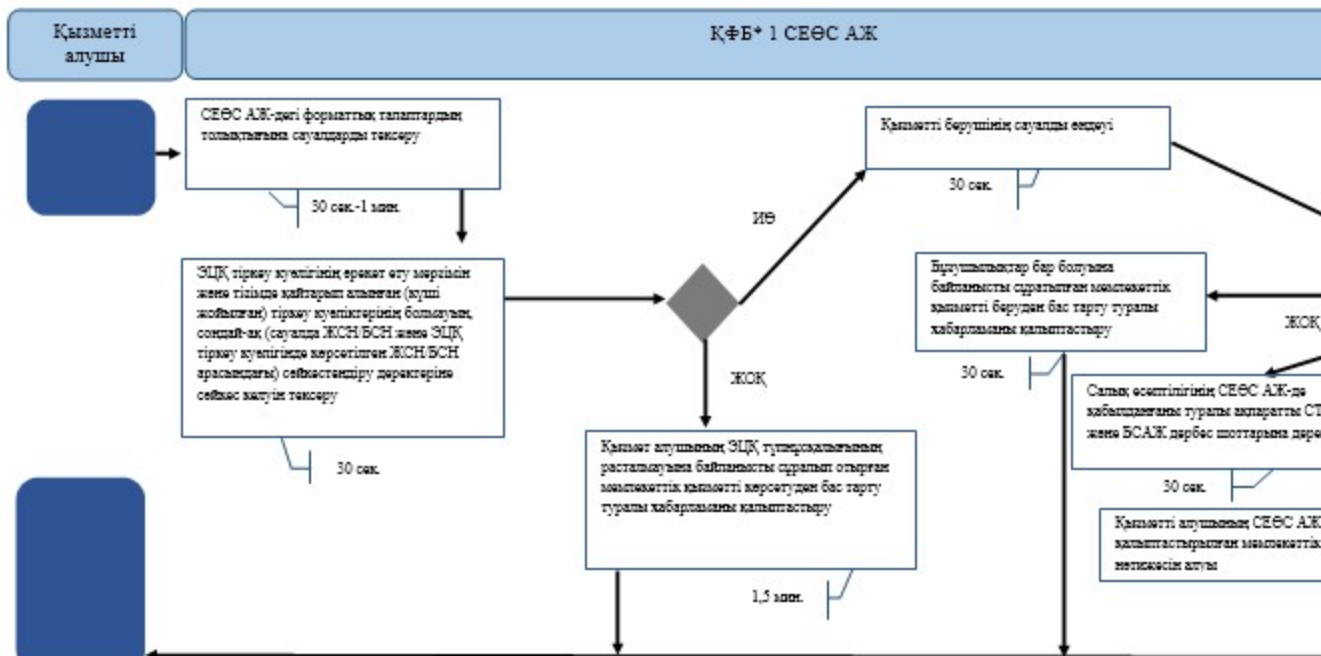 Қызметті
алушы
ҚФБ* 1 СЕӨС АЖ
СЕӨС АЖ-дегі форматтық талаптардың
толықтығына сауалдарды тексеру
30 сек.-1 мин.
ЭЦҚ тіркеу куәлігінің әрекет ету мерзімін
және тізімде қайтарып алынған (күші
жойылған) тіркеу куәліктерінің болмауын,
сондай-ақ (сауалда ЖСН/БСН және ЭЦҚ
тіркеу куәлігінде көрсетілген ЖСН/БСН
арасындағы) сәйкестендіру деректеріне
сәйкес келуін тексеру
30 сек.
ИӘ
ЖОҚ
Қызмет алушының ЭЦҚ түпнұсқалығының
расталмауына байланысты сұралып отырған
мемлекеттік қызметті көрсетуден бас тарту
туралы хабарламаны қалыптастыру
1,5 мин.
Қызметті берушінің сауалды өңдеуі
30 сек.
Бұзушылықтар бар болуына
байланысты сұратылған мемлекеттік
қызметті беруден бас тарту туралы
хабарламаны қалыптастыру
30 сек.
ЖОҚ
Салық есептілігінің СЕӨС АЖ-де
қабылданғаны туралы ақпаратты
және БСАЖ дербес шоттарына
30 сек.
Қызметті алушының СЕӨС АЖ
қалыптастырылған мемлекеттік
нәтижесін алуы